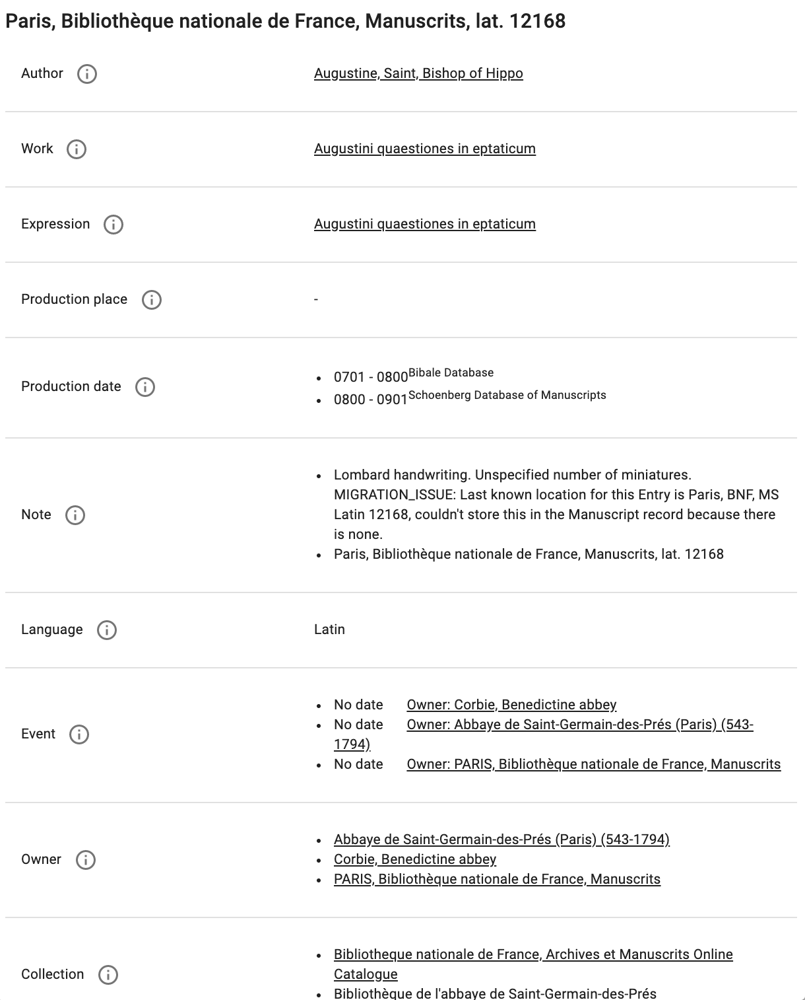 Paris, Bibliothèque nationale de France, Manuscrits, lat. 12168
Author
Augustine, Saint, Bishop of Hippo
Work
Augustini quaestiones in eptaticum
Expression
Augustini quaestiones in eptaticum
Production place
-
Production date
• 0701 - 0800 Bibale Database
• 0800 - 0901 Schoenberg Database of Manuscripts
Note
• Lombard handwriting. Unspecified number of miniatures.
MIGRATION_ISSUE: Last known location for this Entry is Paris, BNF, MS
Latin 12168, couldn't store this in the Manuscript record because there
is none.
• Paris, Bibliothèque nationale de France, Manuscrits, lat. 12168
Language
Latin
Event
• No date Owner: Corbie, Benedictine abbey
• No date Owner: Abbaye de Saint-Germain-des-Prés (Paris) (543-
1794)
• No date Owner: PARIS, Bibliothèque nationale de France, Manuscrits
Owner
• Abbaye de Saint-Germain-des-Prés (Paris) (543-1794)
• Corbie, Benedictine abbey
• PARIS, Bibliothèque nationale de France, Manuscrits
Collection
• Bibliotheque nationale de France, Archives et Manuscrits Online
Catalogue
• Bibliothèque de l'abbaye de Saint-Germain-des-Prés